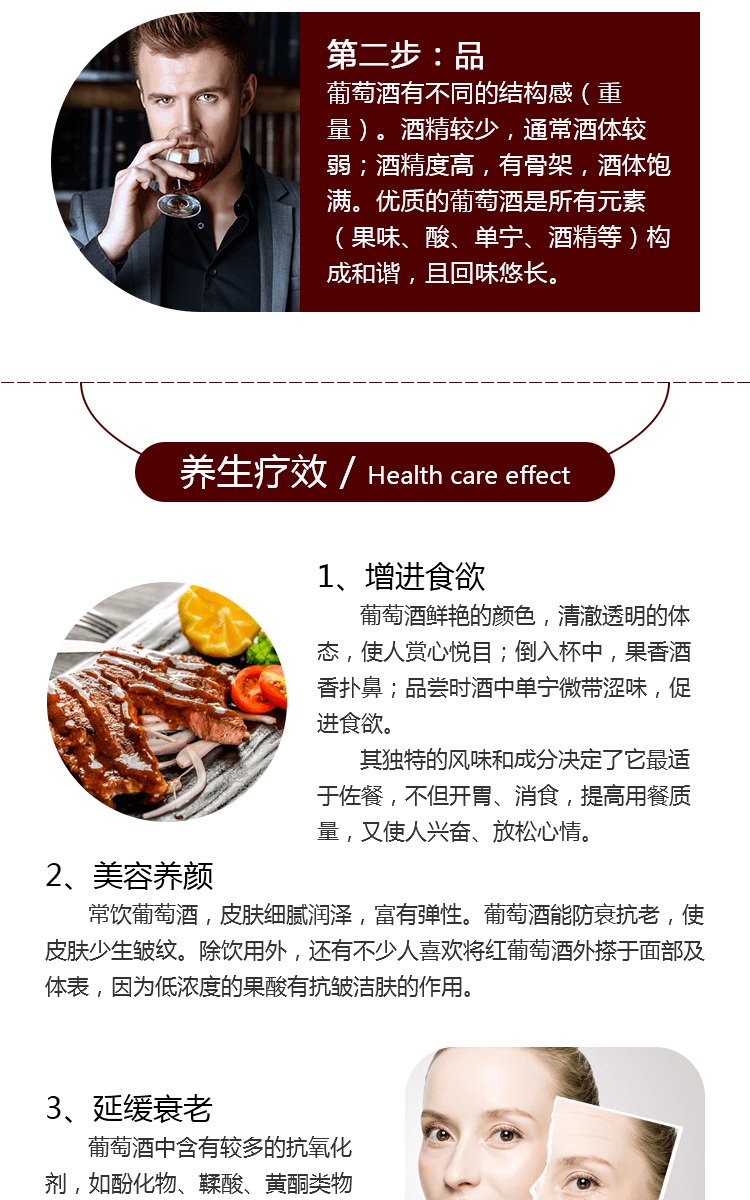 第二步：品
葡萄酒有不同的结构感（重
量）。酒精较少，通常酒体较
弱；酒精度高，有骨架，酒体饱
满。优质的葡萄酒是所有元素
（果味、酸、单宁、酒精等）构
成和谐，且回味悠长。
养生疗效 / Health care effect
1、增进食欲
葡萄酒鲜艳的颜色，清澈透明的体
态，使人赏心悦目；倒入杯中，果香酒
香扑鼻；品尝时酒中单宁微带涩味，促
进食欲。
其独特的风味和成分决定了它最适
于佐餐，不但开胃、消食，提高用餐质
量，又使人兴奋、放松心情。
2、美容养颜
常饮葡萄酒，皮肤细腻润泽，富有弹性。葡萄酒能防衰抗老，使
皮肤少生皱纹。除饮用外，还有不少人喜欢将红葡萄酒外搽于面部及
体表，因为低浓度的果酸有抗皱洁肤的作用。
3、延缓衰老
葡萄酒中含有较多的抗氧化
剂，如酚化物、鞣酸、黄酮类物